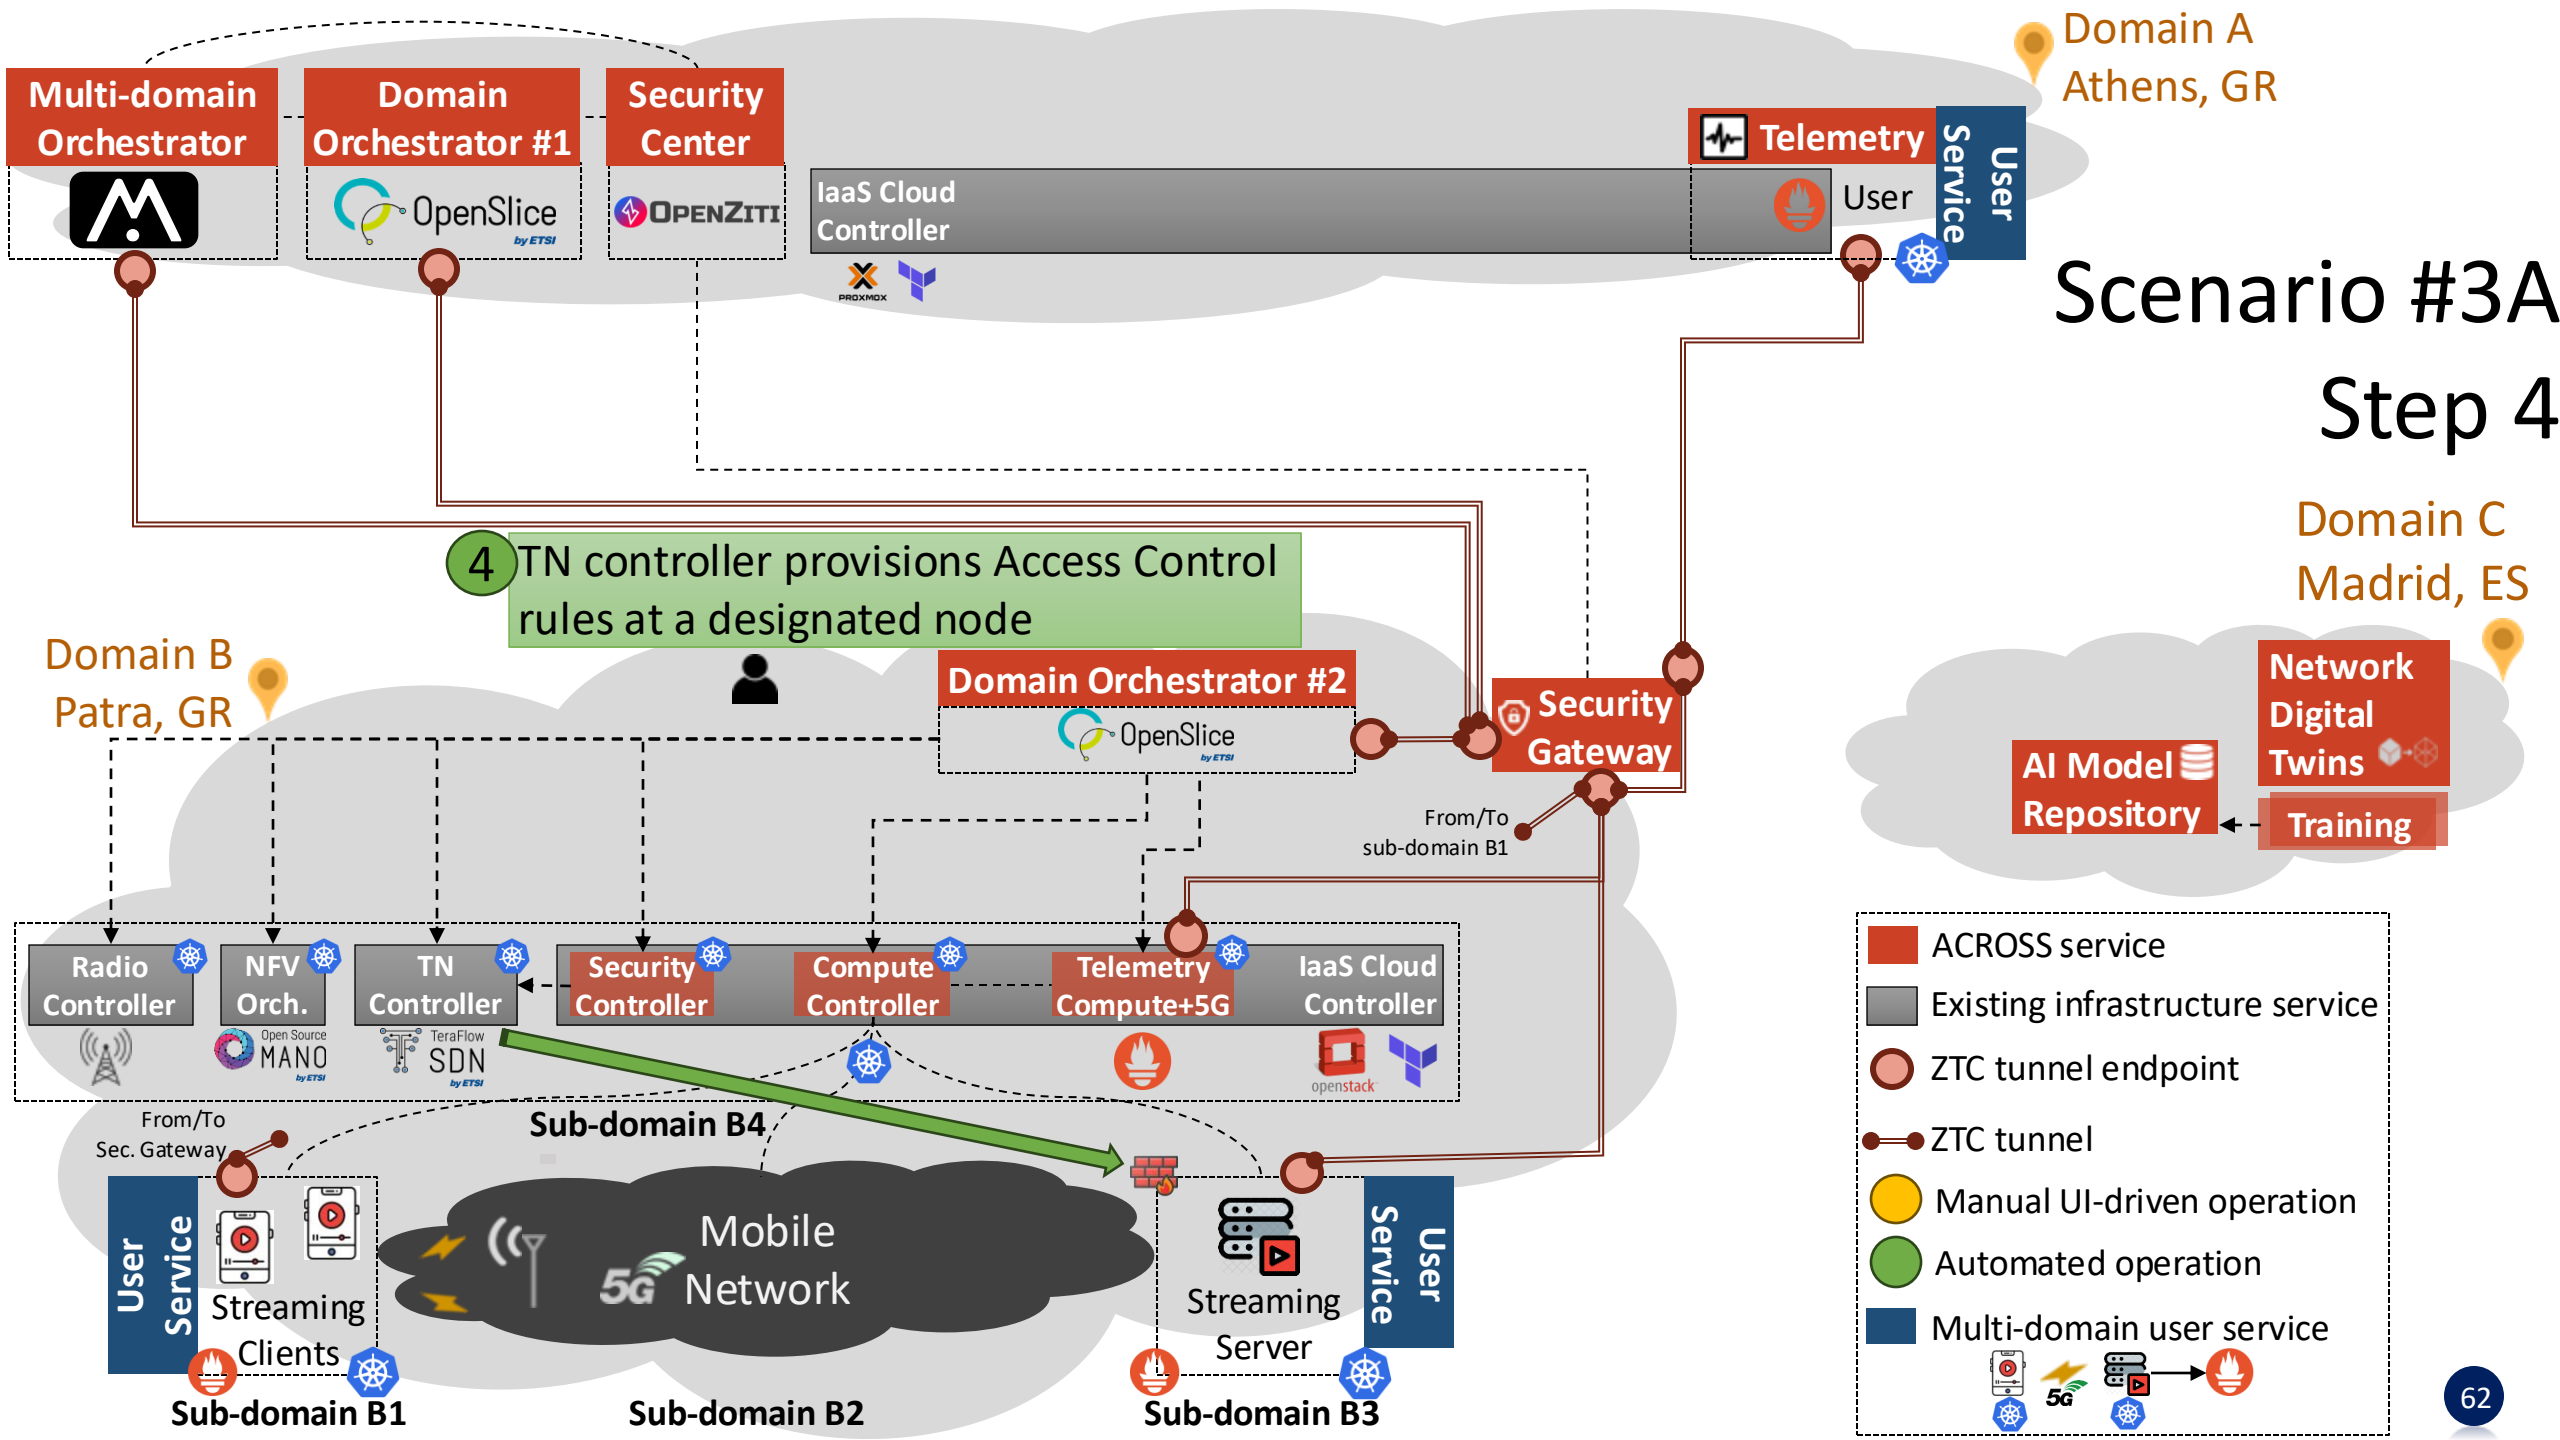 Domain A
Athens, GR
Multi-domain
Orchestrator
Domain
Orchestrator #1
Security
Center
Telemetry
User
Service
OpenSlice
by ETSI
OPENZITI
IaaS Cloud
Controller
User
PROXMOX
Scenario #3A
Step 4
4
TN controller provisions Access Control
rules at a designated node
Domain C
Madrid, ES
Domain B
Patra, GR
Domain Orchestrator #2
OpenSlice
by ETSI
Security
Gateway
Network
Digital
Twins
AI Model
Repository
Training
From/To
sub-domain B1
Radio
Controller
NFV
Orch.
TN
Controller
Security
Controller
Compute
Controller
Telemetry
Compute+5G
IaaS Cloud
Controller
Open Source
MANO
by ETSI
TeraFlow
SDN
by ETSI
openstack
Sub-domain B4
From/To
Sec. Gateway
User
Service
Streaming
Clients
5G
Mobile
Network
Streaming
Server
User
Service
Sub-domain B1
Sub-domain B2
Sub-domain B3
ACROSS service
Existing infrastructure service
ZTC tunnel endpoint
ZTC tunnel
Manual UI-driven operation
Automated operation
Multi-domain user service
5G
62